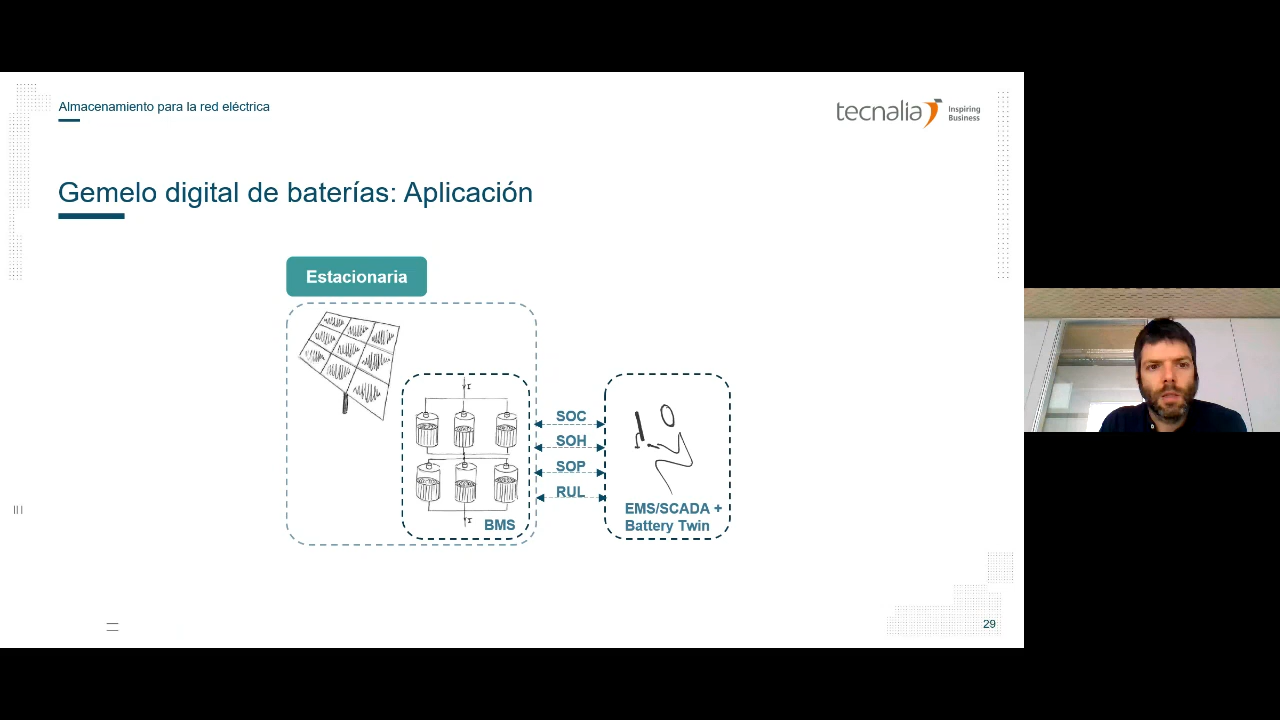 Almacenamiento para la red eléctrica
tecnalia
Inspiring
Business
Gemelo digital de baterías: Aplicación
Estacionaria
I
SOC
SOH
SOP
RUL
I
BMS
EMS/SCADA +
Battery Twin
29